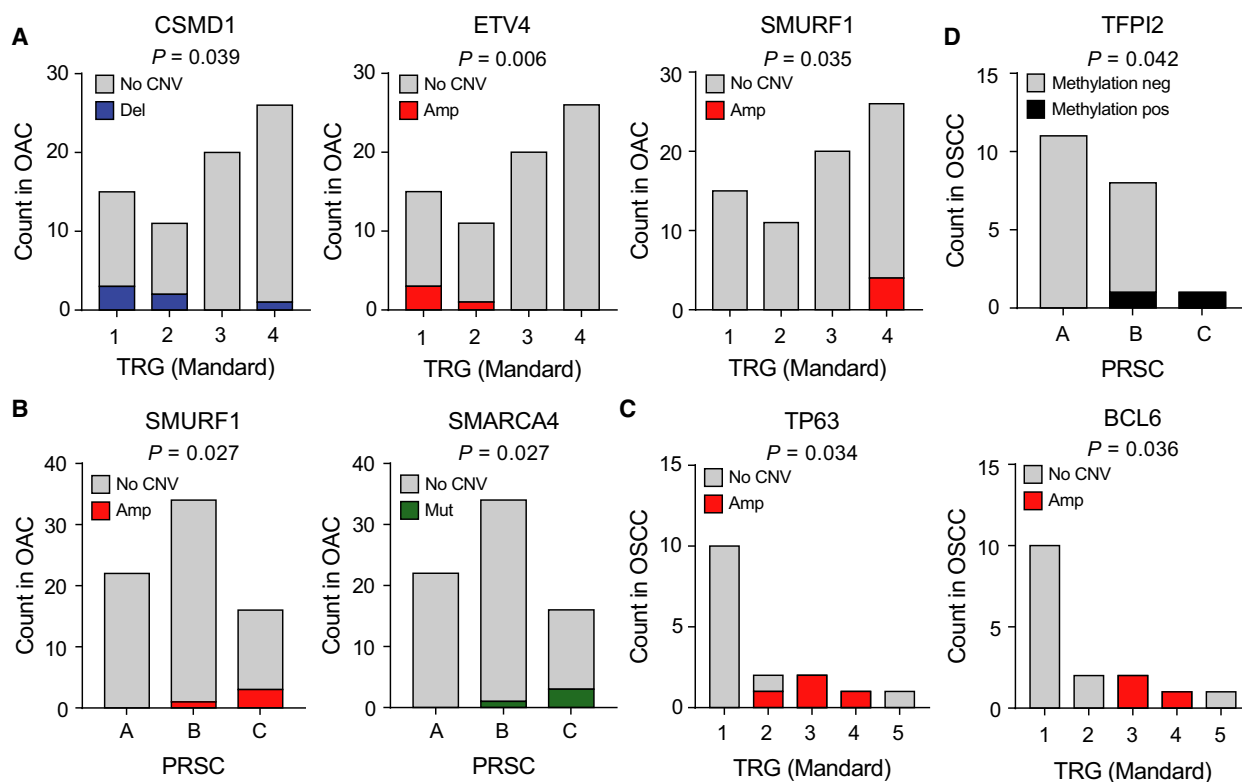 A
CSMD1
P = 0.039
No CNV
Del
Count in OAC
30
20
10
0
1 2 3 4
TRG (Mandard)
ETV4
P = 0.006
No CNV
Amp
Count in OAC
30
20
10
0
1 2 3 4
TRG (Mandard)
SMURF1
P = 0.035
No CNV
Amp
Count in OAC
30
20
10
0
1 2 3 4
TRG (Mandard)
D
TFPI2
P = 0.042
Methylation neg
Methylation pos
Count in OSCC
15
10
5
0
A B C
PRSC
B
SMURF1
P = 0.027
No CNV
Amp
Count in OAC
40
30
20
10
0
A B C
PRSC
SMARCA4
P = 0.027
No CNV
Mut
Count in OAC
40
30
20
10
0
A B C
PRSC
C
TP63
P = 0.034
No CNV
Amp
Count in OSCC
15
10
5
0
1 2 3 4 5
TRG (Mandard)
BCL6
P = 0.036
No CNV
Amp
Count in OSCC
15
10
5
0
1 2 3 4 5
TRG (Mandard)